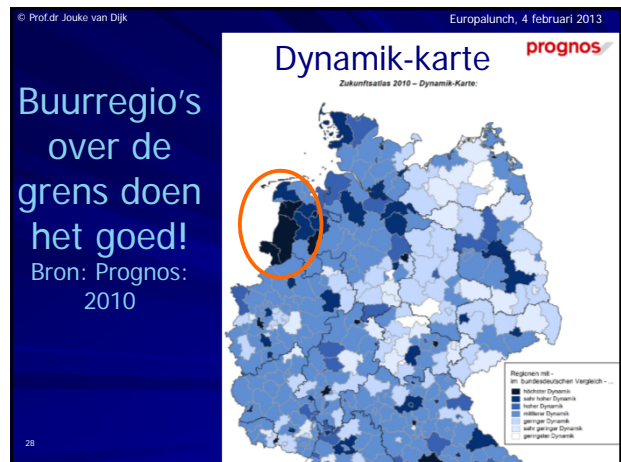 © Prof.dr Jouke van Dijk
Europalunch, 4 februari 2013
Buurregio's
over de
grens doen
het goed!
Bron: Prognos:
2010
Dynamik-karte
prognos
Zukunftsatlas 2010 – Dynamik-Karte:
Regionen mit -
im bundesdeutschen Vergleich - ...
höchster Dynamik
sehr hoher Dynamik
hoher Dynamik
mittlerer Dynamik
geringer Dynamik
sehr geringer Dynamik
geringster Dynamik
28